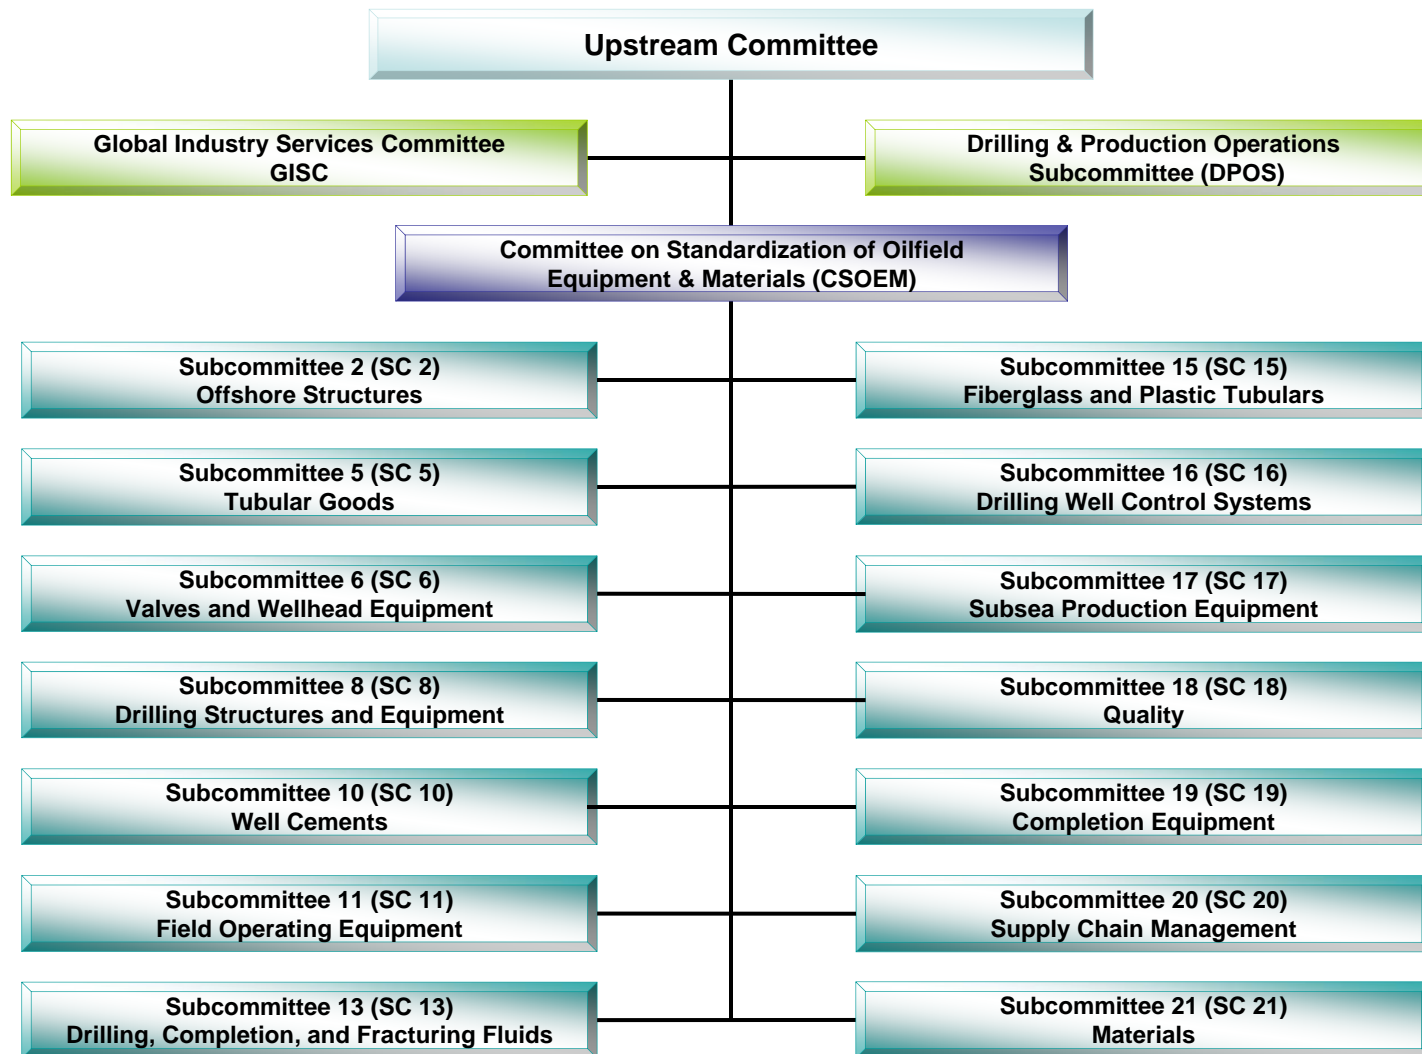 Upstream Committee
Global Industry Services Committee
GISC
Drilling & Production Operations
Subcommittee (DPOS)
Committee on Standardization of Oilfield
Equipment & Materials (CSOEM)
Subcommittee 2 (SC 2)
Offshore Structures
Subcommittee 15 (SC 15)
Fiberglass and Plastic Tubulars
Subcommittee 5 (SC 5)
Tubular Goods
Subcommittee 16 (SC 16)
Drilling Well Control Systems
Subcommittee 6 (SC 6)
Valves and Wellhead Equipment
Subcommittee 17 (SC 17)
Subsea Production Equipment
Subcommittee 8 (SC 8)
Drilling Structures and Equipment
Subcommittee 18 (SC 18)
Quality
Subcommittee 10 (SC 10)
Well Cements
Subcommittee 19 (SC 19)
Completion Equipment
Subcommittee 11 (SC 11)
Field Operating Equipment
Subcommittee 20 (SC 20)
Supply Chain Management
Subcommittee 13 (SC 13)
Drilling, Completion, and Fracturing Fluids
Subcommittee 21 (SC 21)
Materials